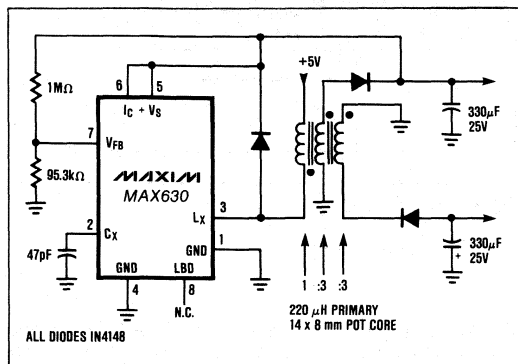 +5V
6
5
1MΩ
IC + VS
330µF
25V
7
VFB
95.3kΩ
MAXIM
MAX630
3
LX
2
CX
1
GND
47pF
330µF
25V
+
GND
LBD
4
8
N.C.
1 :3 :3
220 µH PRIMARY
14 x 8 mm POT CORE
ALL DIODES IN4148